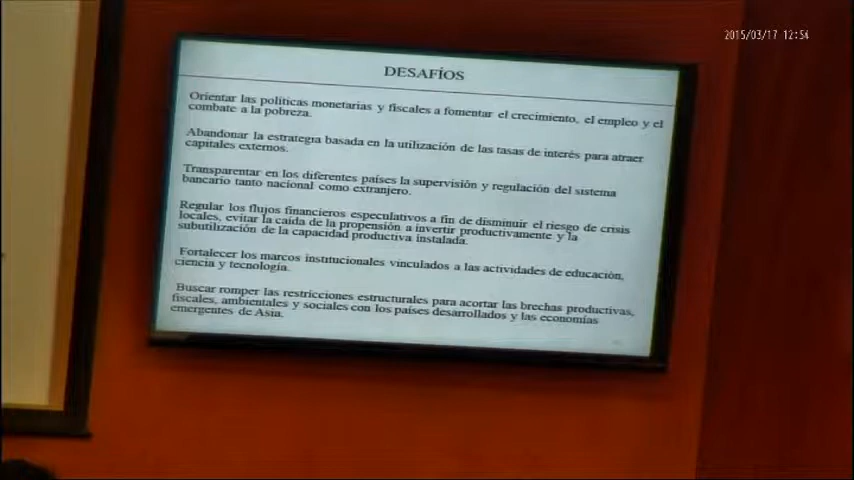 2015/03/17 12:54
DESAFÍOS
Orientar las políticas monetarias y fiscales a fomentar el crecimiento, el empleo y el
combate a la pobreza.
Abandonar la estrategia basada en la utilización de las tasas de interés para atraer
capitales externos.
Transparentar en los diferentes países la supervisión y regulación del sistema
bancario tanto nacional como extranjero.
Regular los flujos financieros especulativos a fin de disminuir el riesgo de crisis
locales, evitar la caída de la propensión a invertir productivamente y la
subutilización de la capacidad productiva instalada.
Fortalecer los marcos institucionales vinculados a las actividades de educación,
ciencia y tecnología.
Buscar romper las restricciones estructurales para acortar las brechas productivas,
fiscales, ambientales y sociales con los países desarrollados y las economías
emergentes de Asia.